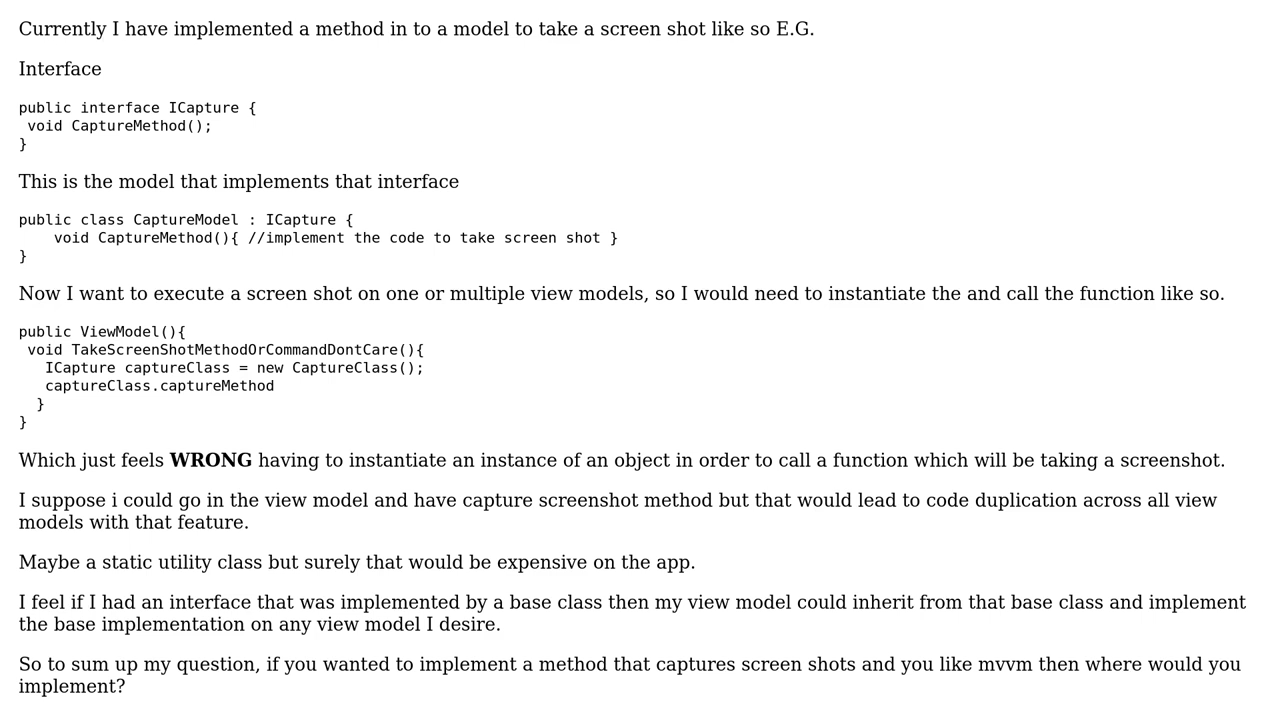 Currently I have implemented a method in to a model to take a screen shot like so E.G.
Interface
public interface ICapture {
 void CaptureMethod();
}
This is the model that implements that interface
public class CaptureModel : ICapture {
    void CaptureMethod(){ //implement the code to take screen shot }
}
Now I want to execute a screen shot on one or multiple view models, so I would need to instantiate the and call the function like so.
public ViewModel(){
 void TakeScreenShotMethodOrCommandDontCare(){
   ICapture captureClass = new CaptureClass();
   captureClass.captureMethod
  }
}
Which just feels WRONG having to instantiate an instance of an object in order to call a function which will be taking a screenshot.
I suppose i could go in the view model and have capture screenshot method but that would lead to code duplication across all view
models with that feature.
Maybe a static utility class but surely that would be expensive on the app.
I feel if I had an interface that was implemented by a base class then my view model could inherit from that base class and implement
the base implementation on any view model I desire.
So to sum up my question, if you wanted to implement a method that captures screen shots and you like mvvm then where would you
implement?